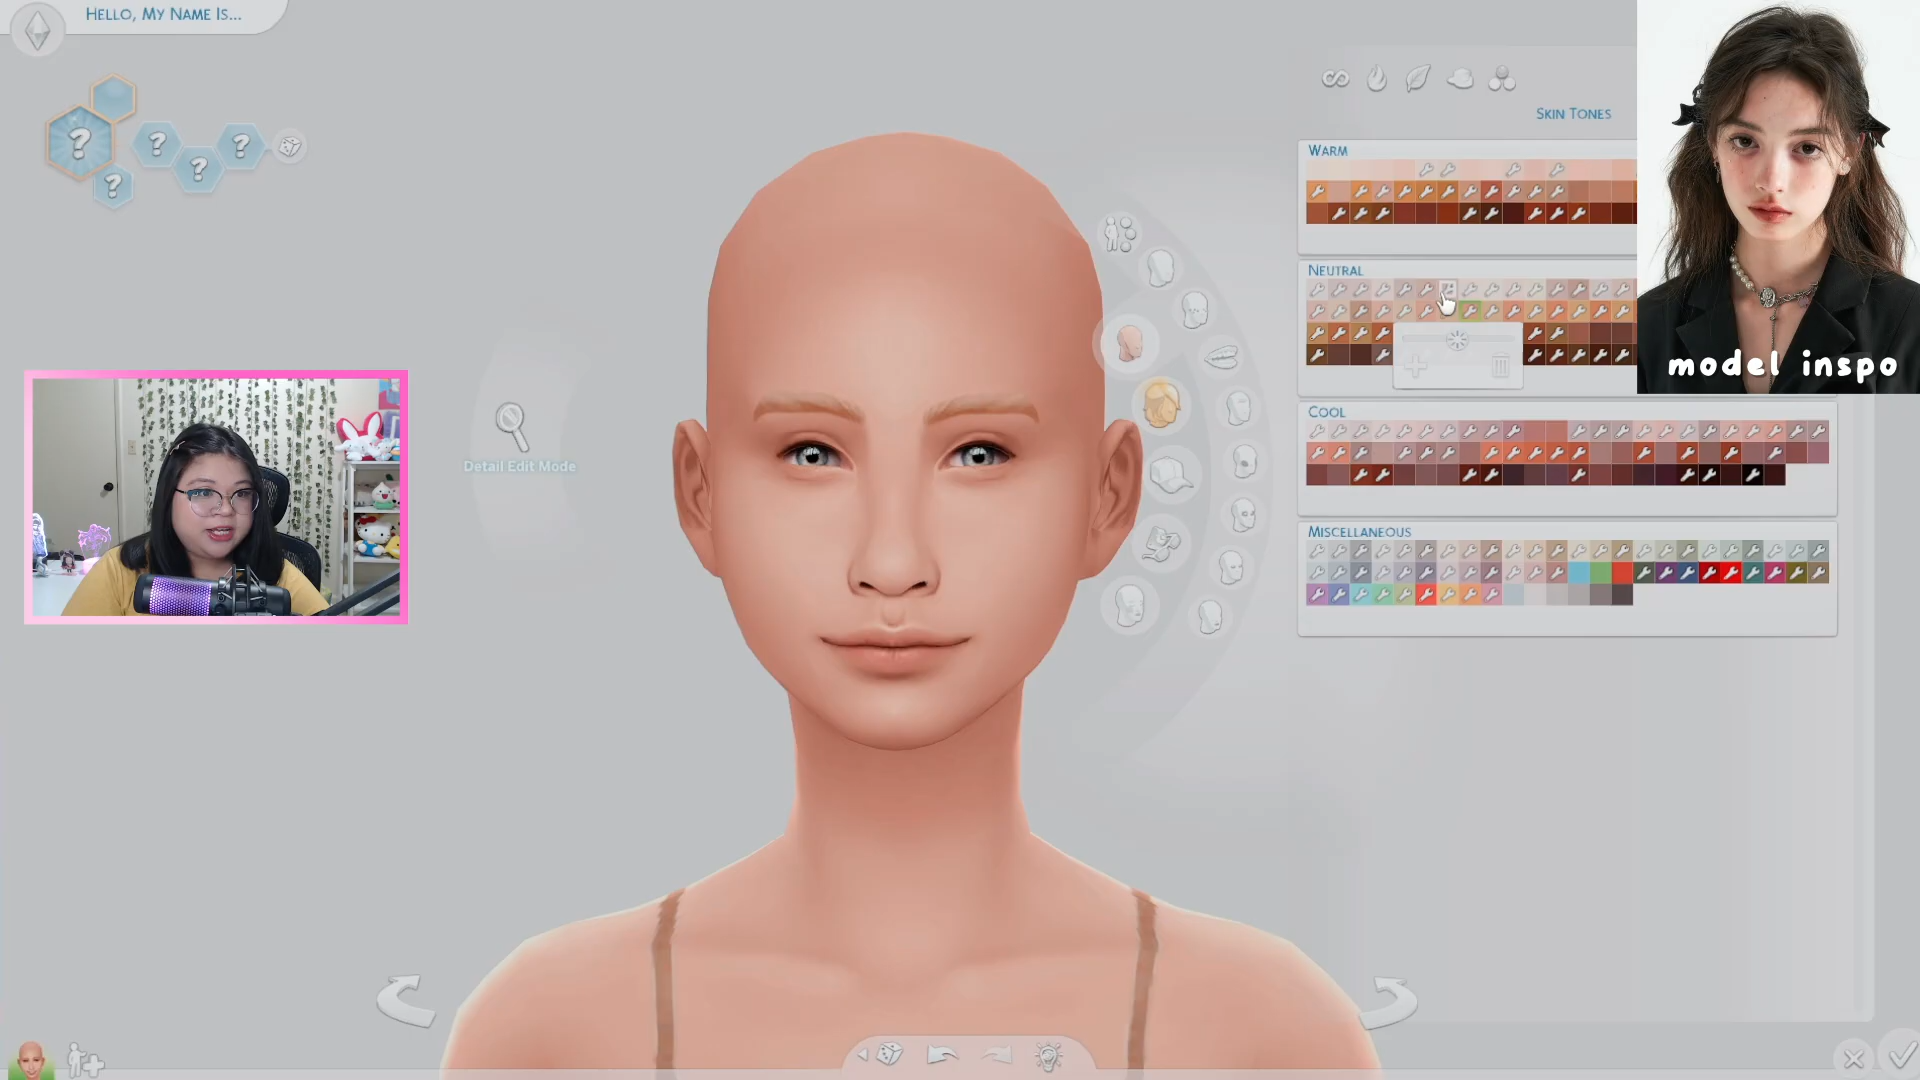 Hello, My Name Is...
Skin Tones
Warm
Neutral
model inspo
Cool
Detail Edit Mode
Miscellaneous